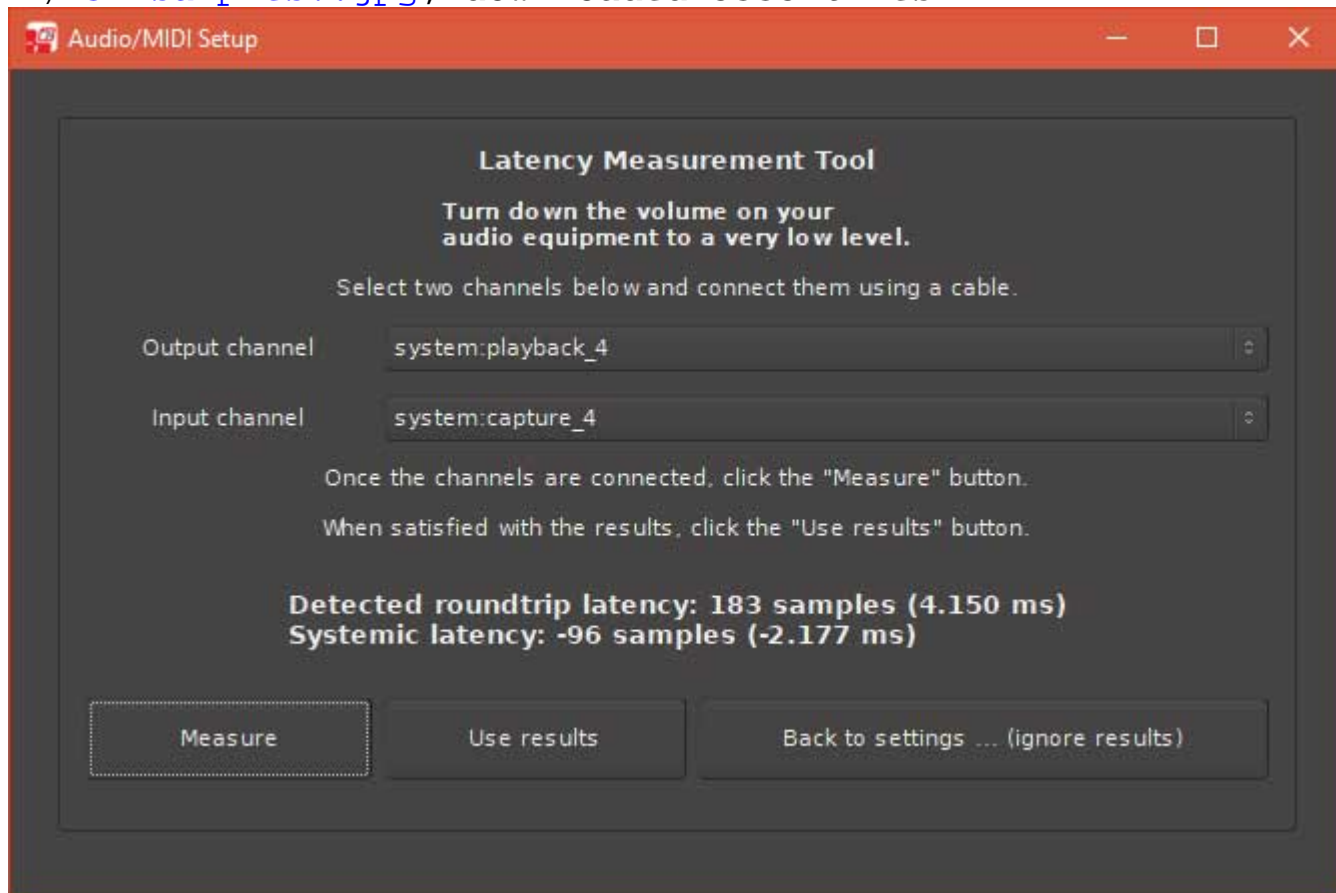 Audio/MIDI Setup
Latency Measurement Tool
Turn down the volume on your
audio equipment to a very low level.
Select two channels below and connect them using a cable.
Output channel system:playback_4
Input channel system:capture_4
Once the channels are connected, click the "Measure" button.
When satisfied with the results, click the "Use results" button.
Detected roundtrip latency: 183 samples (4.150 ms)
Systemic latency: -96 samples (-2.177 ms)
Measure Use results Back to settings ... (ignore results)